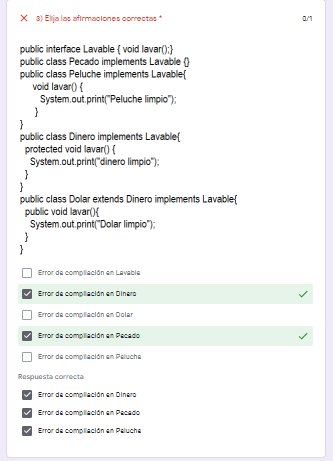 3) Elija las afirmaciones correctas *
0/1
public interface Lavable { void lavar();}
public class Pecado implements Lavable {}
public class Peluche implements Lavable{
void lavar() {
System.out.print("Peluche limpio");
}
}
public class Dinero implements Lavable{
protected void lavar() {
System.out.print("dinero limpio");
}
}
public class Dolar extends Dinero implements Lavable{
public void lavar(){
System.out.print("Dolar limpio");
}
}
Error de compilación en Lavable
Error de compilación en Dinero
Error de compilación en Dolar
Error de compilación en Pecado
Error de compilación en Peluche
Respuesta correcta
Error de compilación en Dinero
Error de compilación en Pecado
Error de compilación en Peluche